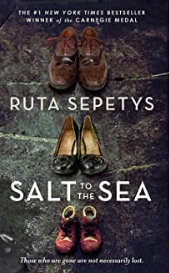 THE #1 NEW YORK TIMES BESTSELLER
WINNER OF THE CARNEGIE MEDAL
RUTA SEPETYS
SALT TO THE SEA
Those who are gone are not necessarily lost.